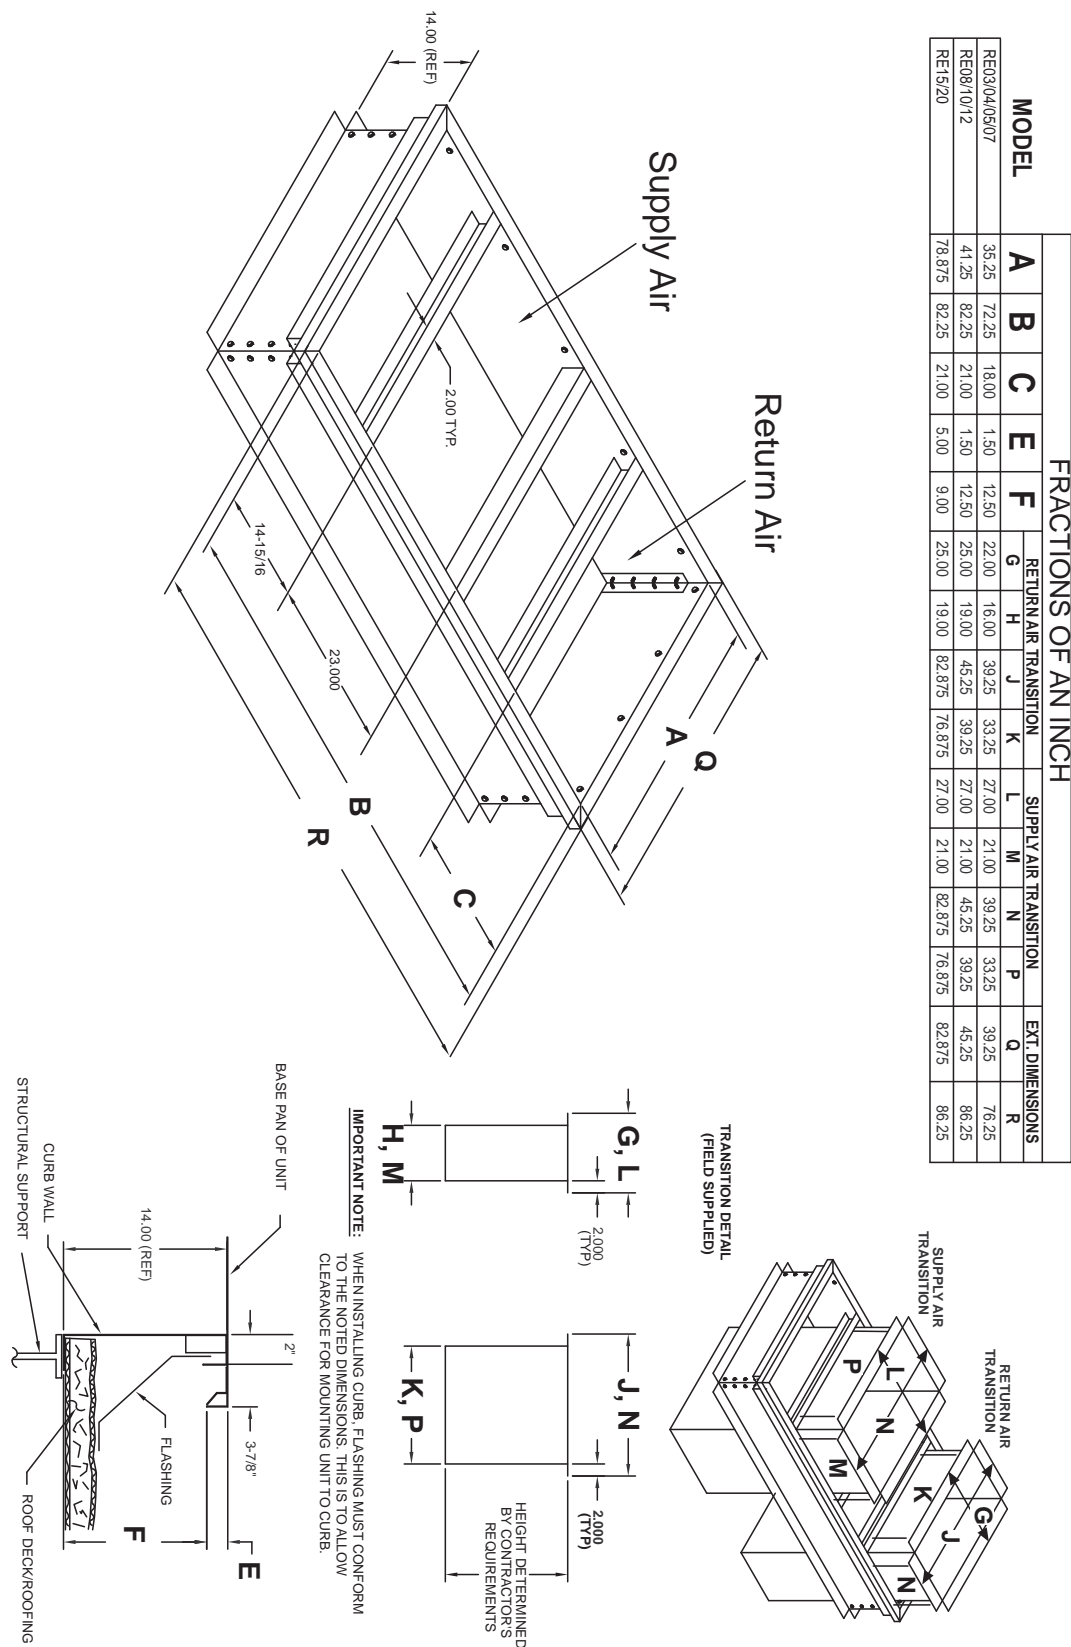 FRACTIONS OF AN INCH
MODEL A B C E F RETURN AIR TRANSITION SUPPLY AIR TRANSITION EXT. DIMENSIONS
G H J K L M N P Q R
RE03/04/05/07 35.25 72.25 18.00 1.50 12.50 22.00 16.00 39.25 33.25 27.00 21.00 39.25 33.25 39.25 76.25
RE08/10/12 41.25 82.25 21.00 1.50 12.50 25.00 19.00 45.25 39.25 27.00 21.00 45.25 39.25 45.25 86.25
RE15/20 78.875 82.25 21.00 5.00 9.00 25.00 19.00 82.875 76.875 27.00 21.00 82.875 76.875 82.875 86.25
14.00 (REF)
Supply Air
Return Air
2.00 TYP.
14-15/16
23.000
A
Q
B
R
C
SUPPLY AIR
TRANSITION
RETURN AIR
TRANSITION
P
L
N
M
K
G
J
N
TRANSITION DETAIL
(FIELD SUPPLIED)
G, L
2.000
(TYP)
H, M
J, N
2.000
(TYP)
K, P
HEIGHT DETERMINED
BY CONTRACTOR'S
REQUIREMENTS
IMPORTANT NOTE: WHEN INSTALLING CURB, FLASHING MUST CONFORM
TO THE NOTED DIMENSIONS. THIS IS TO ALLOW
CLEARANCE FOR MOUNTING UNIT TO CURB.
BASE PAN OF UNIT
2"
3-7/8"
14.00 (REF)
CURB WALL
STRUCTURAL SUPPORT
FLASHING
ROOF DECK/ROOFING
E
F